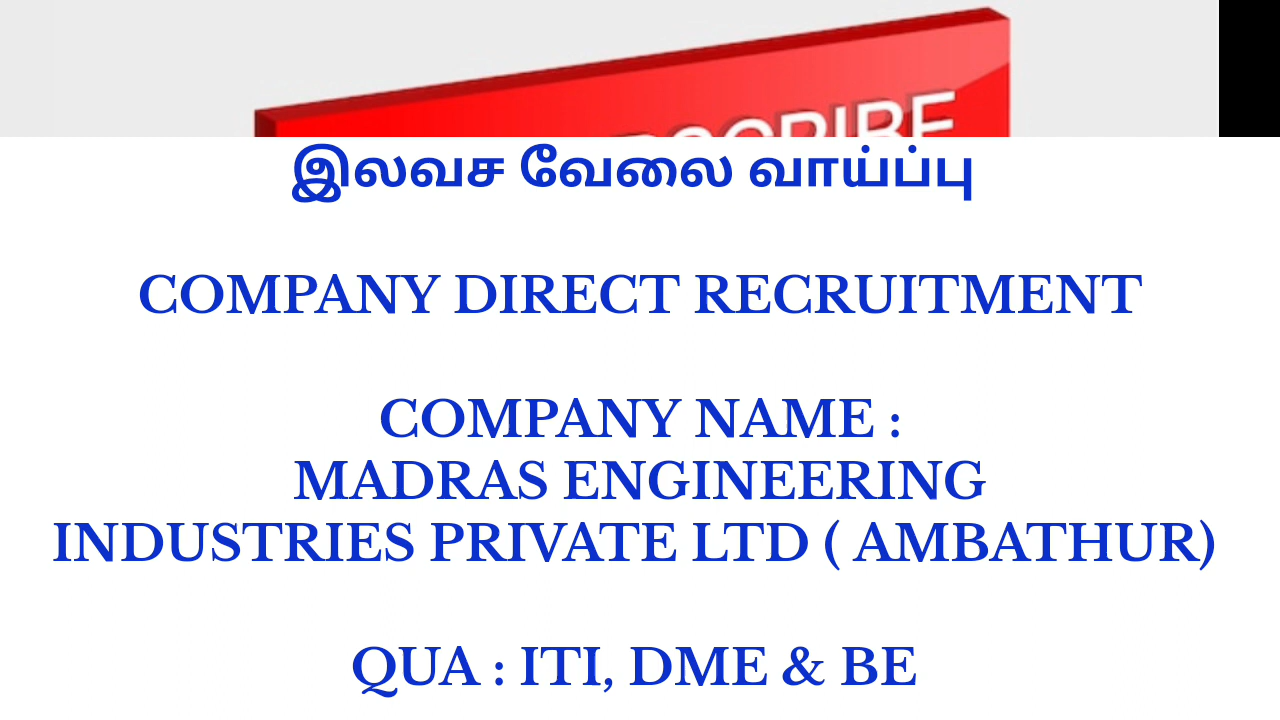 இலவச வேலை வாய்ப்பு
COMPANY DIRECT RECRUITMENT
COMPANY NAME :
MADRAS ENGINEERING
INDUSTRIES PRIVATE LTD ( AMBATHUR)
QUA : ITI, DME & BE